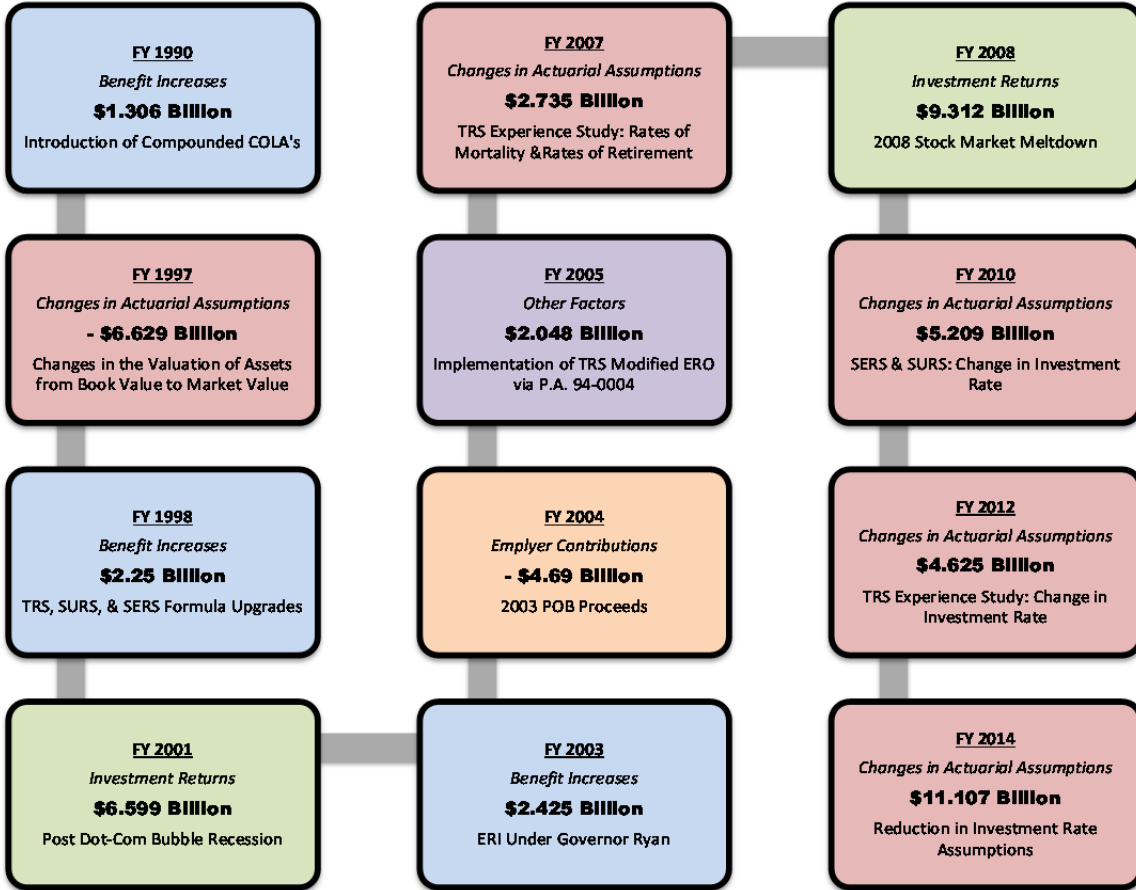 FY 1990
Benefit Increases
$1.306 Billion
Introduction of Compounded COLA's
FY 1997
Changes in Actuarial Assumptions
- $6.629 Billion
Changes in the Valuation of Assets
from Book Value to Market Value
FY 1998
Benefit Increases
$2.25 Billion
TRS, SURS, & SERS Formula Upgrades
FY 2001
Investment Returns
$6.599 Billion
Post Dot-Com Bubble Recession
FY 2003
Benefit Increases
$2.425 Billion
ERI Under Governor Ryan
FY 2004
Emplyer Contributions
- $4.69 Billion
2003 POB Proceeds
FY 2005
Other Factors
$2.048 Billion
Implementation of TRS Modified ERO
via P.A. 94-0004
FY 2007
Changes in Actuarial Assumptions
$2.735 Billion
TRS Experience Study: Rates of
Mortality &Rates of Retirement
FY 2008
Investment Returns
$9.312 Billion
2008 Stock Market Meltdown
FY 2010
Changes in Actuarial Assumptions
$5.209 Billion
SERS & SURS: Change in Investment
Rate
FY 2012
Changes in Actuarial Assumptions
$4.625 Billion
TRS Experience Study: Change in
Investment Rate
FY 2014
Changes in Actuarial Assumptions
$11.107 Billion
Reduction in Investment Rate
Assumptions